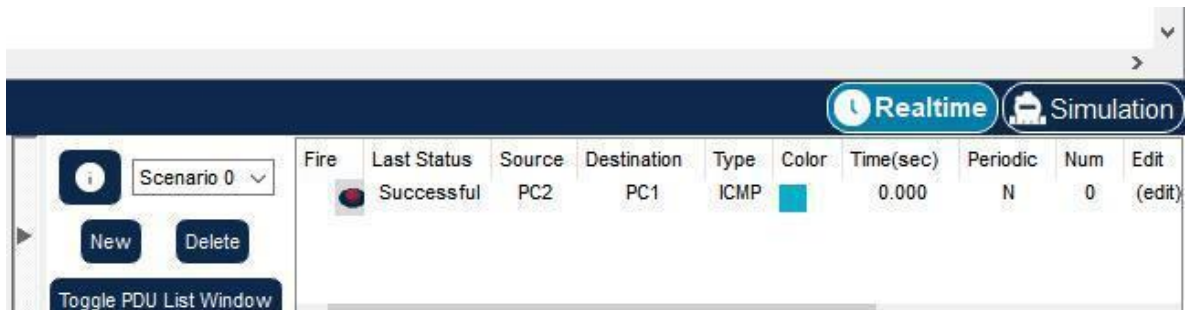 Realtime Simulation
Fire Last Status Source Destination Type Color Time(sec) Periodic Num Edit
Scenario 0
Successful PC2 PC1 ICMP 0.000 N 0 (edit)
New Delete
Toggle PDU List Window